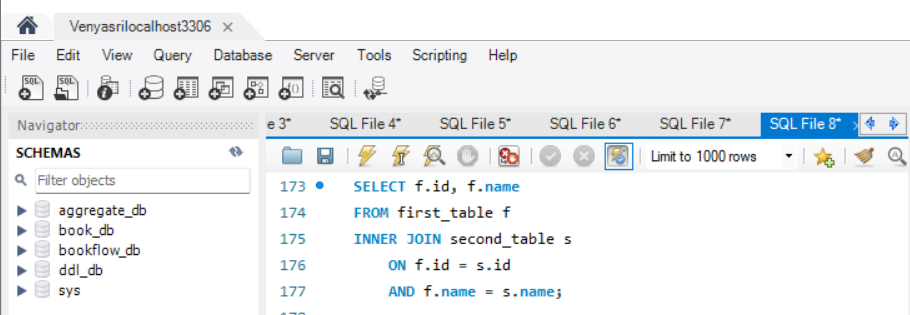 Venyasrilocalhost3306
File Edit View Query Database Server Tools Scripting Help
SQL SQL
Navigator
SCHEMAS
Filter objects
aggregate_db
book_db
bookflow_db
ddl_db
sys
e 3* SQL File 4* SQL File 5* SQL File 6* SQL File 7* SQL File 8*
Limit to 1000 rows
173 SELECT f.id, f.name
174 FROM first_table f
175 INNER JOIN second_table s
176 ON f.id = s.id
177 AND f.name = s.name;